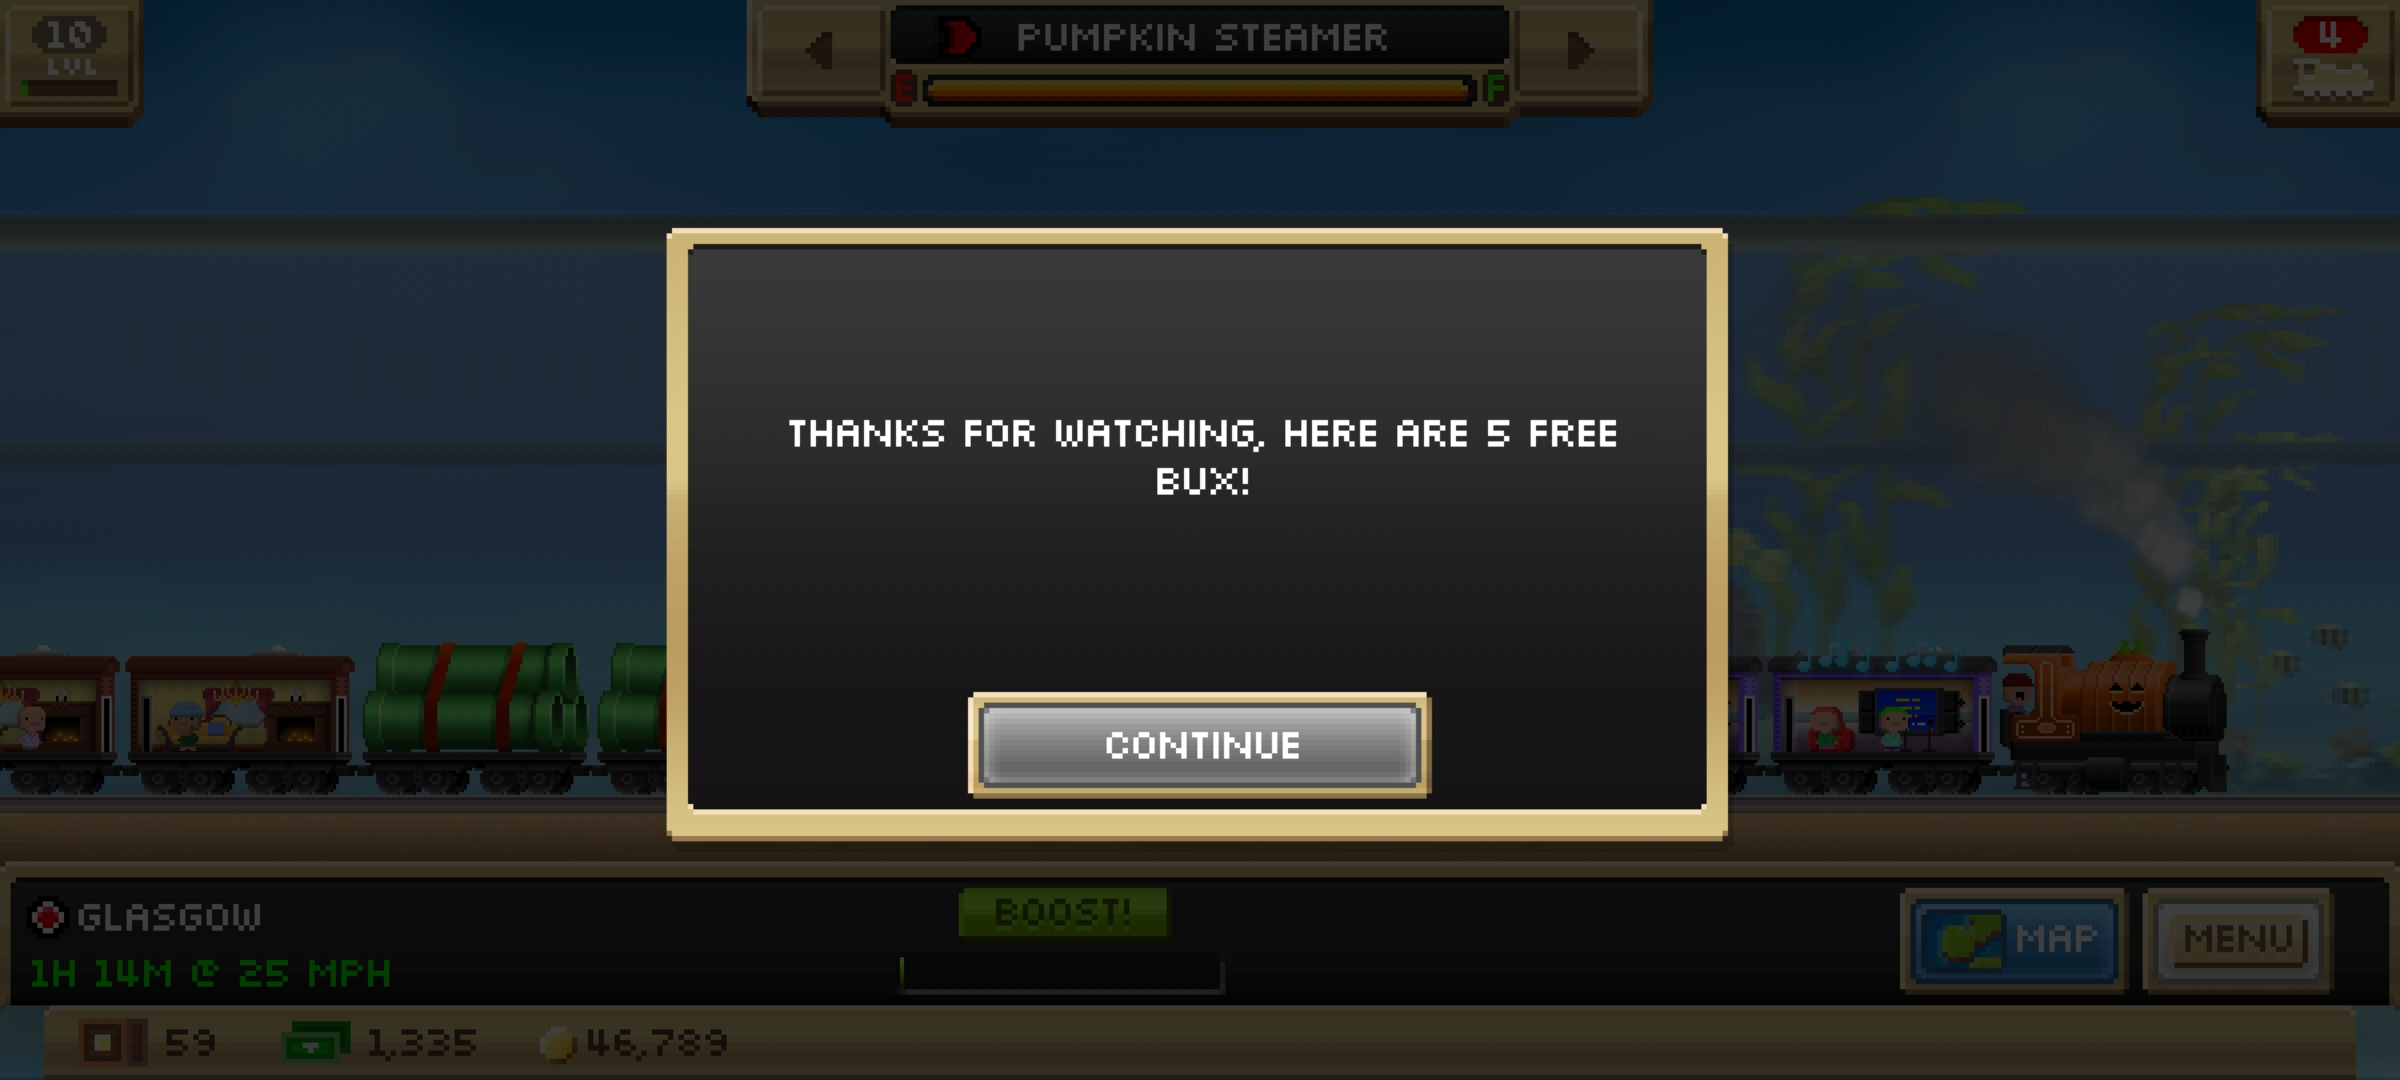 10
LVL
PUMPKIN STEAMER
E F
4
THANKS FOR WATCHING, HERE ARE 5 FREE
BUX!
CONTINUE
GLASGOW
1H 14M @ 25 MPH
BOOST!
MAP
MENU
59 1,335 46,789